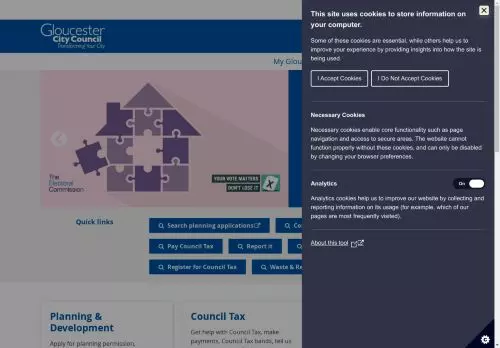 Gloucester
City Council
Transforming Your City
My Glou
The
Electoral
Commission
YOUR VOTE MATTERS
DON'T LOSE IT
Quick links
Search planning applications
Pay Council Tax
Report it
Register for Council Tax
Waste & Re
Planning &
Development
Apply for planning permission,
Council Tax
Get help with Council Tax, make
payments, Council Tax bands, tell us
This site uses cookies to store information on
your computer.
Some of these cookies are essential, while others help us to
improve your experience by providing insights into how the site is
being used.
I Accept Cookies
I Do Not Accept Cookies
Necessary Cookies
Necessary cookies enable core functionality such as page
navigation and access to secure areas. The website cannot
function properly without these cookies, and can only be disabled
by changing your browser preferences.
Analytics
On
Analytics cookies help us to improve our website by collecting and
reporting information on its usage (for example, which of our
pages are most frequently visited).
About this tool